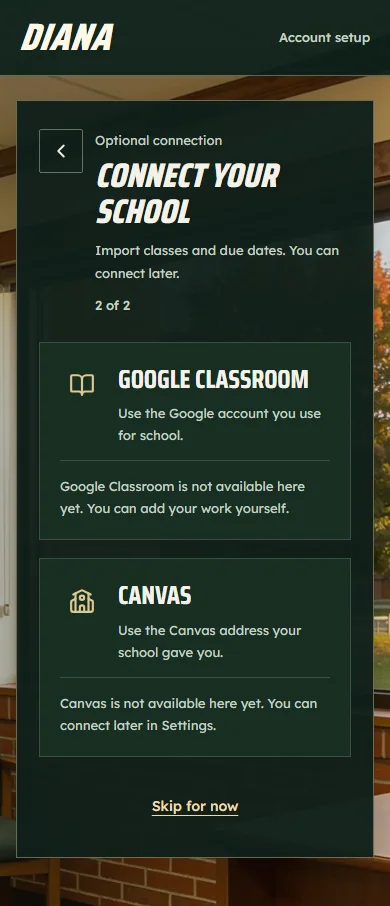 DIANA
Account setup
Optional connection
CONNECT YOUR
SCHOOL
Import classes and due dates. You can
connect later.
2 of 2
GOOGLE CLASSROOM
Use the Google account you use
for school.
Google Classroom is not available here
yet. You can add your work yourself.
CANVAS
Use the Canvas address your
school gave you.
Canvas is not available here yet. You can
connect later in Settings.
Skip for now